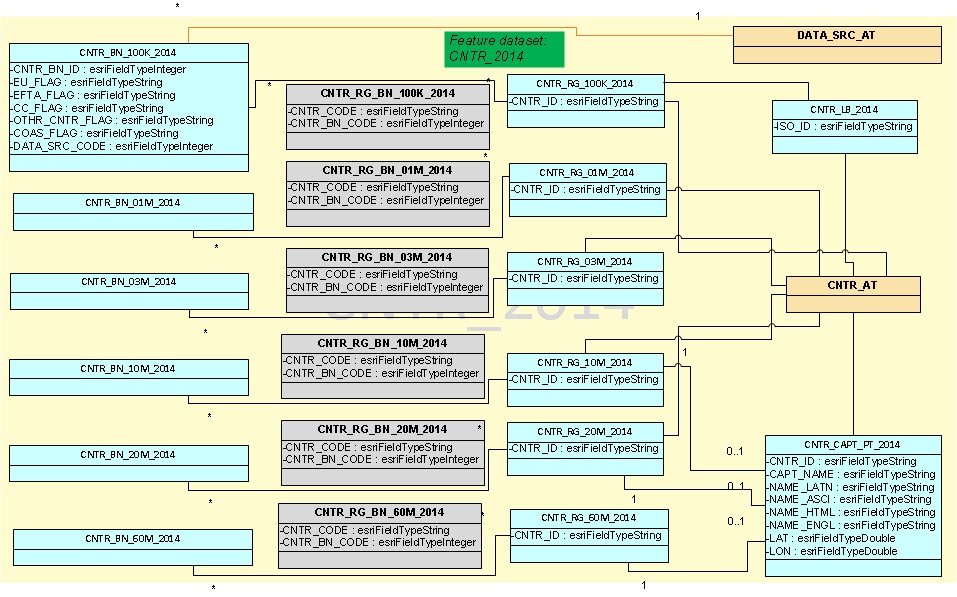 *
1
Feature dataset:
CNTR_2014
DATA_SRC_AT
CNTR_BN_100K_2014
-CNTR_BN_ID : esriFieldTypeInteger
-EU_FLAG : esriFieldTypeString
-EFTA_FLAG : esriFieldTypeString
-CC_FLAG : esriFieldTypeString
-OTHR_CNTR_FLAG : esriFieldTypeString
-COAS_FLAG : esriFieldTypeString
-DATA_SRC_CODE : esriFieldTypeInteger
*
CNTR_RG_BN_100K_2014
-CNTR_CODE : esriFieldTypeString
-CNTR_BN_CODE : esriFieldTypeInteger
*
CNTR_RG_100K_2014
-CNTR_ID : esriFieldTypeString
CNTR_LB_2014
-ISO_ID : esriFieldTypeString
CNTR_BN_01M_2014
*
CNTR_RG_BN_01M_2014
-CNTR_CODE : esriFieldTypeString
-CNTR_BN_CODE : esriFieldTypeInteger
*
CNTR_RG_01M_2014
-CNTR_ID : esriFieldTypeString
CNTR_BN_03M_2014
*
CNTR_RG_BN_03M_2014
-CNTR_CODE : esriFieldTypeString
-CNTR_BN_CODE : esriFieldTypeInteger
CNTR_RG_03M_2014
-CNTR_ID : esriFieldTypeString
CNTR_AT
CNTR_2014
CNTR_BN_10M_2014
*
CNTR_RG_BN_10M_2014
-CNTR_CODE : esriFieldTypeString
-CNTR_BN_CODE : esriFieldTypeInteger
CNTR_RG_10M_2014
-CNTR_ID : esriFieldTypeString
1
CNTR_BN_20M_2014
*
CNTR_RG_BN_20M_2014
*
-CNTR_CODE : esriFieldTypeString
-CNTR_BN_CODE : esriFieldTypeInteger
CNTR_RG_20M_2014
-CNTR_ID : esriFieldTypeString
1
0..1
0..1
0..1
CNTR_CAPT_PT_2014
-CNTR_ID : esriFieldTypeString
-CAPT_NAME : esriFieldTypeString
-NAME_LATN : esriFieldTypeString
-NAME_ASCI : esriFieldTypeString
-NAME_HTML : esriFieldTypeString
-NAME_ENGL : esriFieldTypeString
-LAT : esriFieldTypeDouble
-LON : esriFieldTypeDouble
CNTR_BN_60M_2014
*
CNTR_RG_BN_60M_2014
*
-CNTR_CODE : esriFieldTypeString
-CNTR_BN_CODE : esriFieldTypeInteger
CNTR_RG_60M_2014
-CNTR_ID : esriFieldTypeString
1